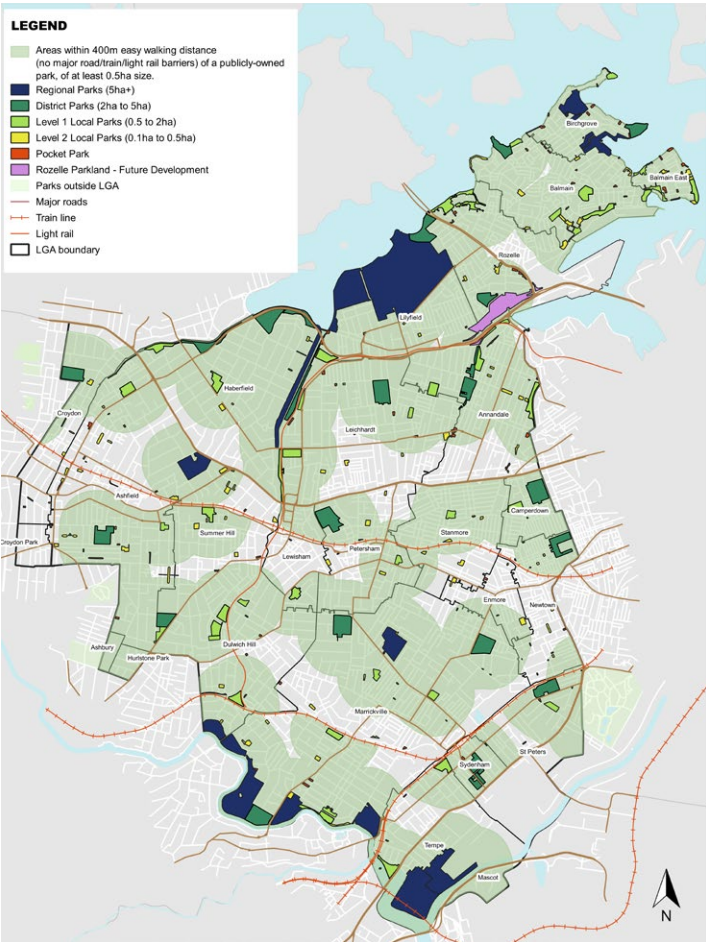 LEGEND
Areas within 400m easy walking distance
(no major road/train/light rail barriers) of a publicly-owned
park, of at least 0.5ha size.
Regional Parks (5ha+)
District Parks (2ha to 5ha)
Level 1 Local Parks (0.5 to 2ha)
Level 2 Local Parks (0.1ha to 0.5ha)
Pocket Park
Rozelle Parkland - Future Development
Parks outside LGA
Major roads
Train line
Light rail
LGA boundary
Birchgrove
Balmain
Balmain East
Rozelle
Lilyfield
Haberfield
Croydon
Leichhardt
Annandale
Ashfield
Camperdown
Croydon Park
Summer Hill
Stanmore
Petersham
Lewisham
Enmore
Newtown
Ashbury
Dulwich Hill
Hurlstone Park
Marrickville
St Peters
Sydenham
Tempe
Mascot
N